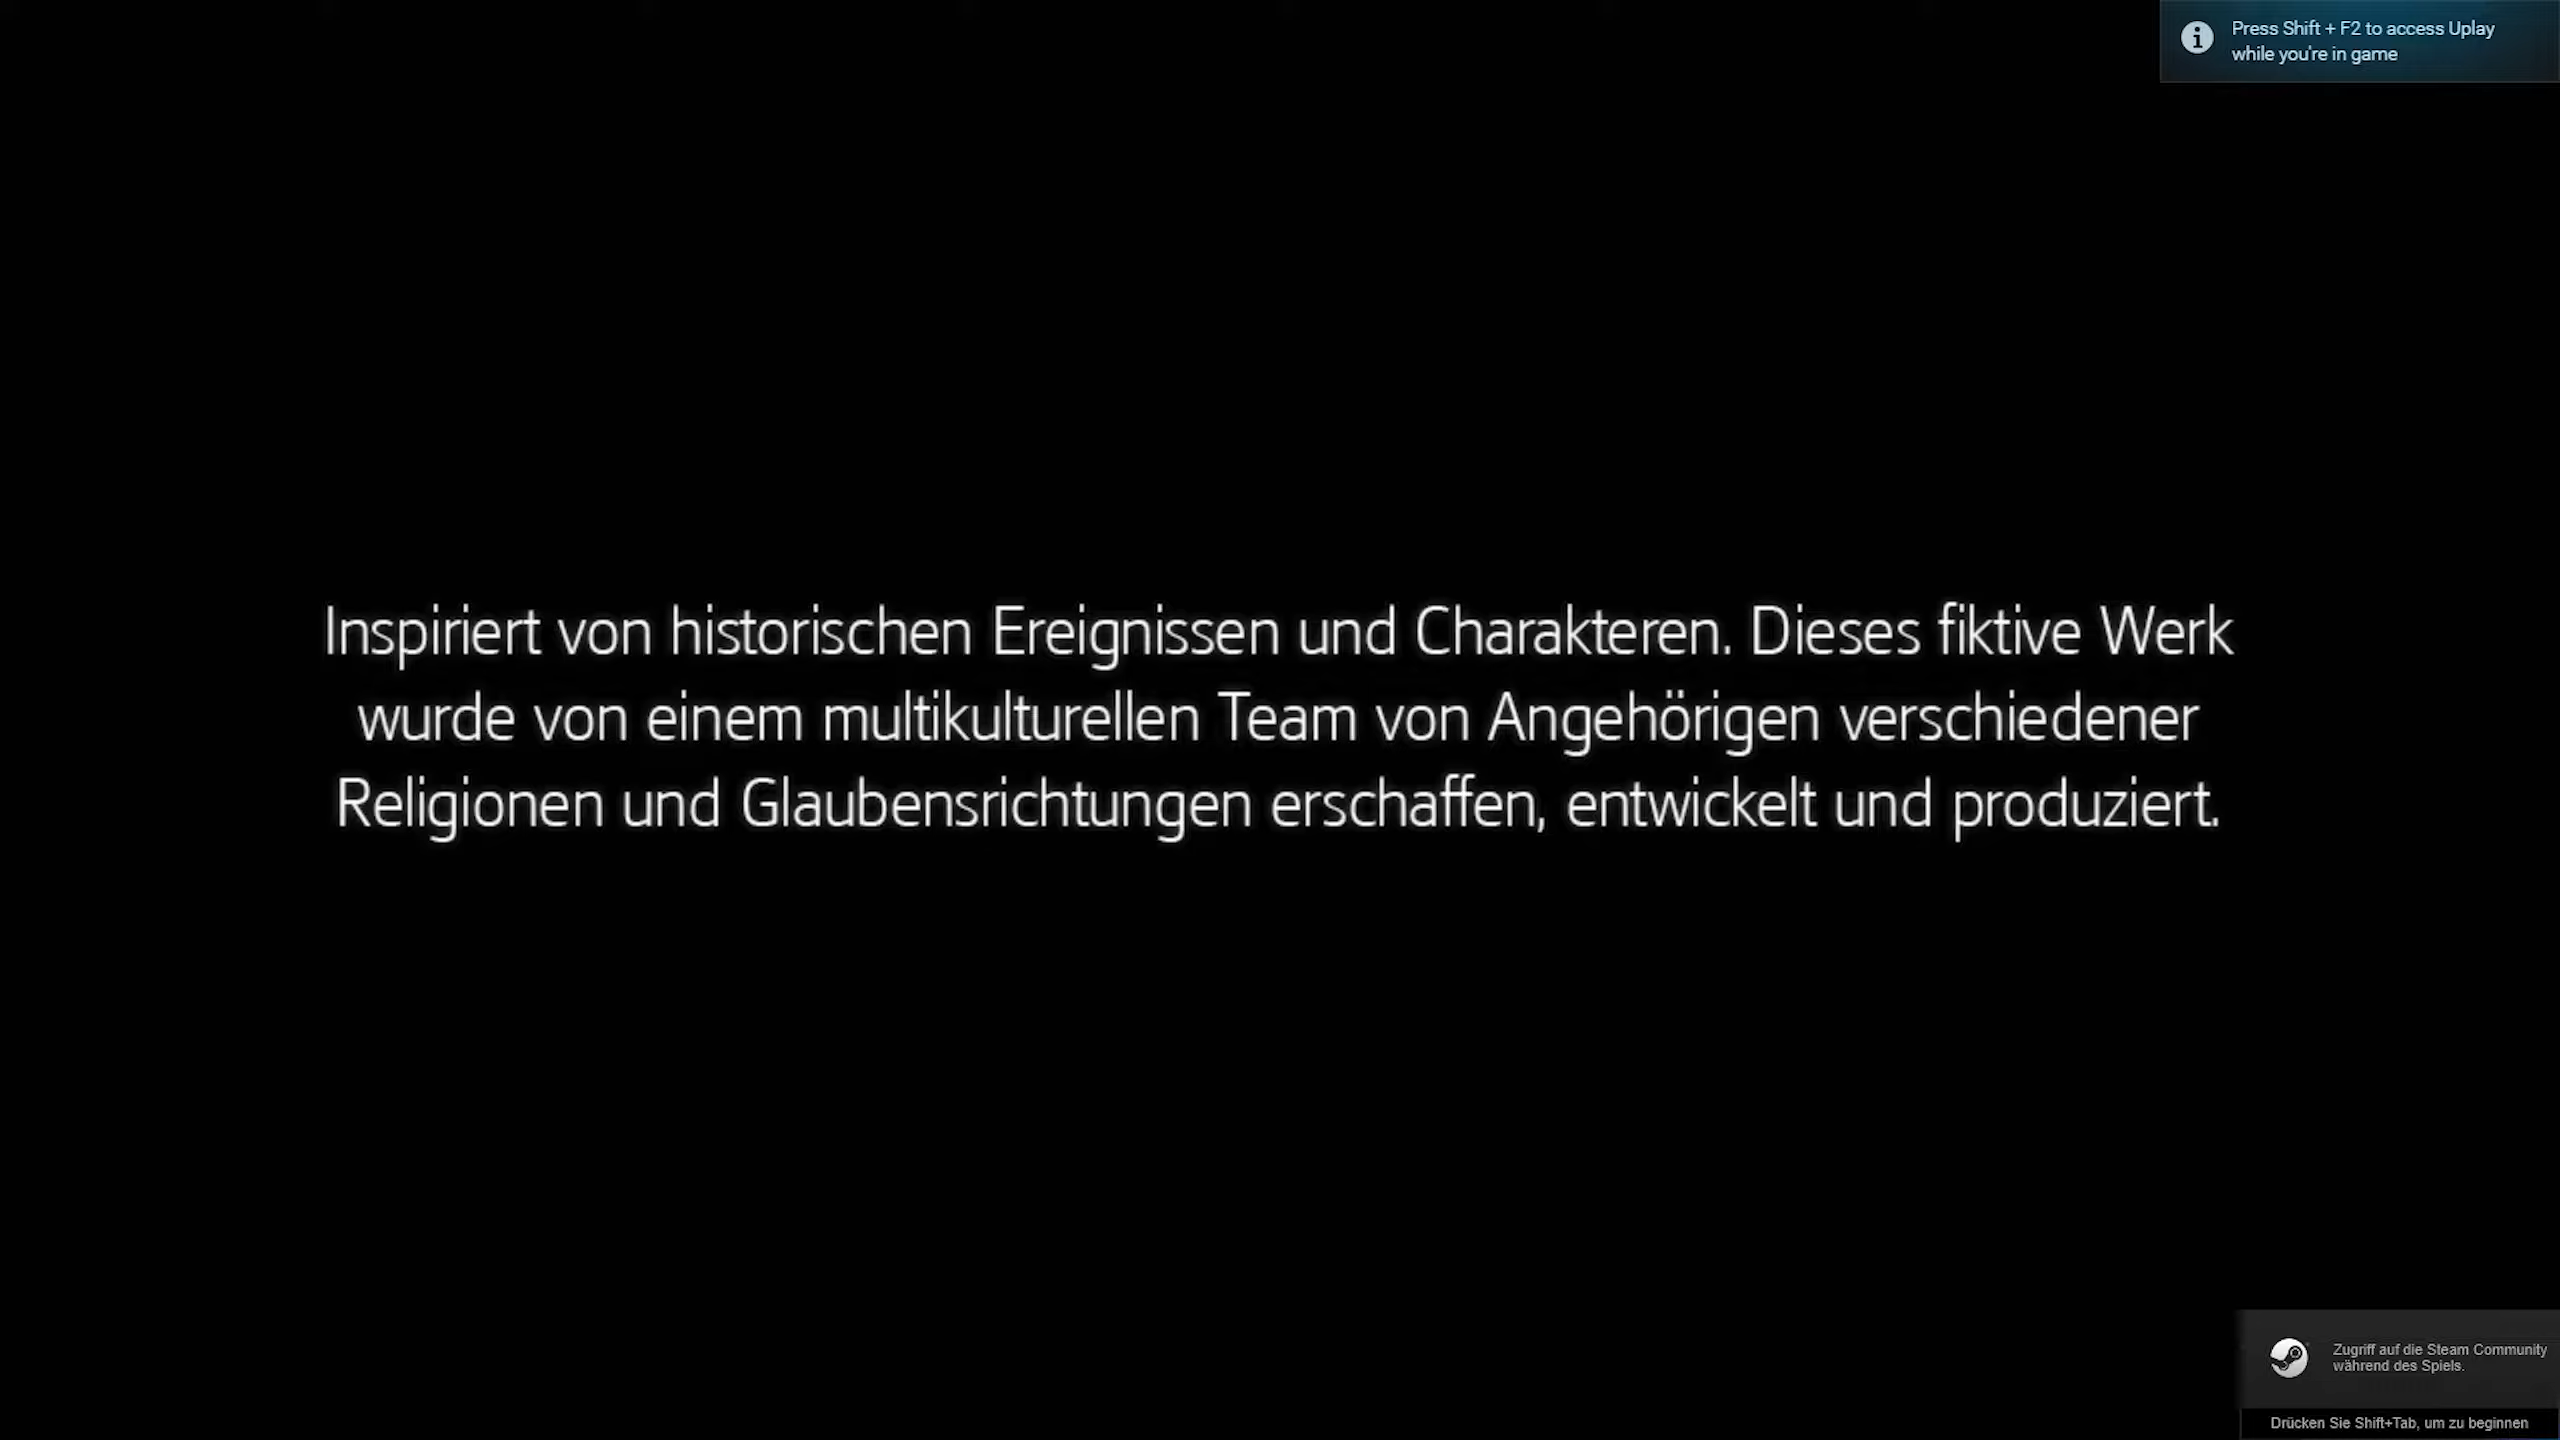 Press Shift + F2 to access Uplay
while you're in game
Inspiriert von historischen Ereignissen und Charakteren. Dieses fiktive Werk
wurde von einem multikulturellen Team von Angehörigen verschiedener
Religionen und Glaubensrichtungen erschaffen, entwickelt und produziert.
Zugriff auf die Steam Community
während des Spiels.
Drücken Sie Shift+Tab, um zu beginnen